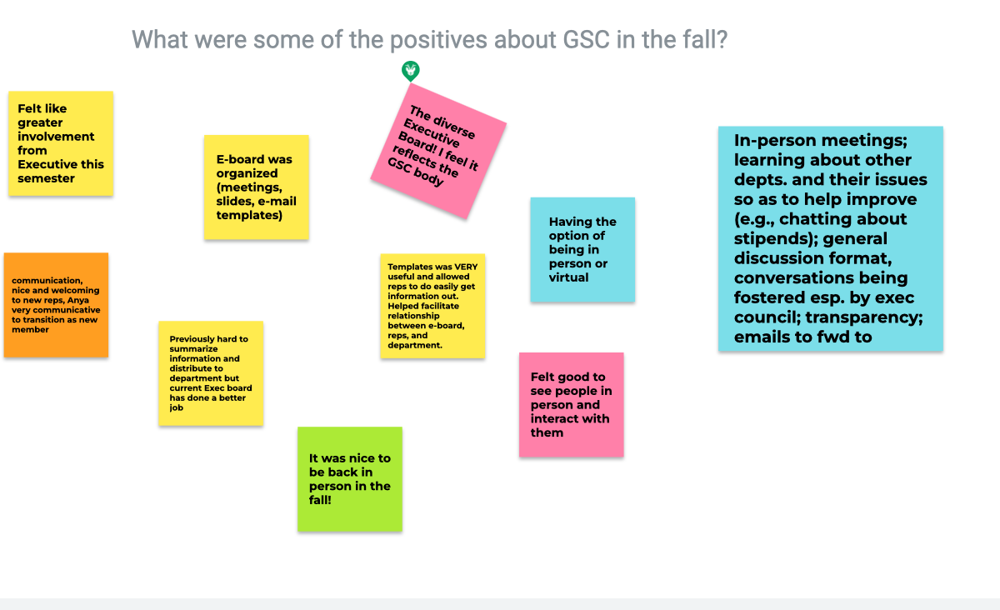 What were some of the positives about GSC in the fall?
Felt like
greater
involvement
from
Executive this
semester
E-board was
organized
(meetings,
slides, e-mail
templates)
The diverse
Executive
Board! I feel it
reflects the
GSC body
In-person meetings;
learning about other
depts. and their issues
so as to help improve
(e.g., chatting about
stipends); general
discussion format,
conversations being
fostered esp. by exec
council; transparency;
emails to fwd to
Having the
option of
being in
person or
virtual
communication,
nice and welcoming
to new reps, Anya
very communicative
to transition as new
member
Templates was VERY
useful and allowed
reps to do easily get
information out.
Helped facilitate
relationship
between e-board,
reps, and
department.
Previously hard to
summarize
information and
distribute to
department but
current Exec board
has done a better
job
Felt good to
see people in
person and
interact with
them
It was nice to
be back in
person in the
fall!